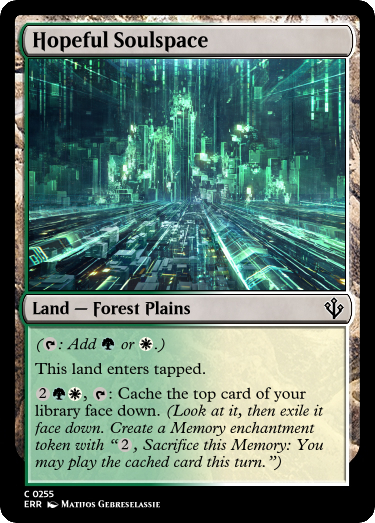 Hopeful Soulspace
Land — Forest Plains
(: Add or .)
This land enters tapped.
2 , : Cache the top card of your
library face down. (Look at it, then exile it
face down. Create a Memory enchantment
token with “2, Sacrifice this Memory: You
may play the cached card this turn.”)
C 0255
ERR Mathos Gebreselassie